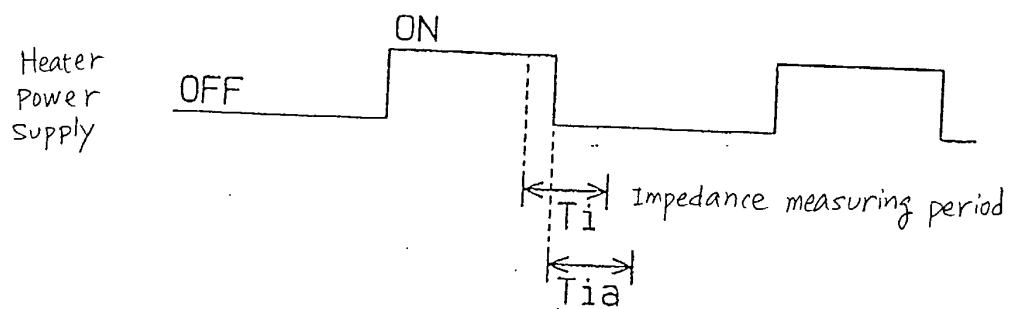 ON
Heater
Power
Supply
OFF
Ti
Impedance measuring period
Tia